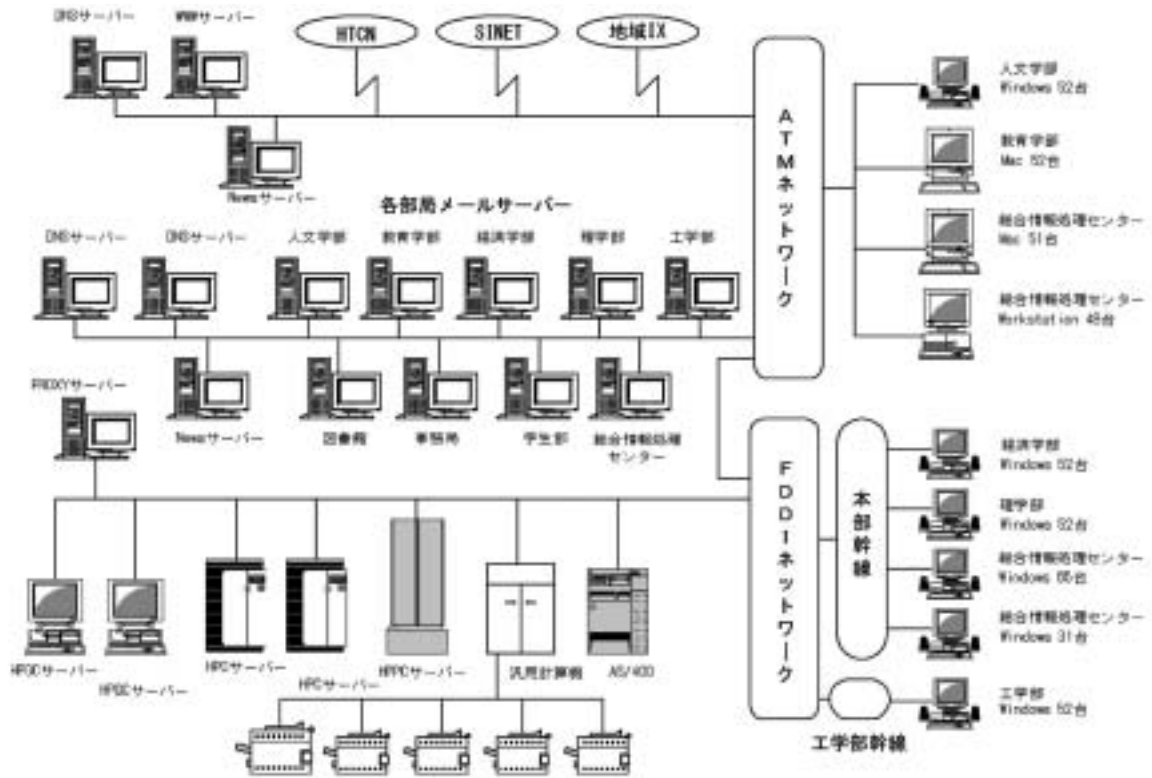 DNSサーバー
WWWサーバー
HTCN
SINET
地域IX
Newsサーバー
各部局メールサーバー
DNSサーバー
DNSサーバー
人文学部
教育学部
経済学部
理学部
工学部
PROXYサーバー
Newsサーバー
図書館
事務局
学生部
総合情報処理
センター
HPGCサーバー
HPGCサーバー
HPCサーバー
HPCサーバー
HPPCサーバー
汎用計算機
AS/400
ATMネットワーク
人文学部
Windows 52台
教育学部
Mac 52台
総合情報処理センター
Mac 51台
総合情報処理センター
Workstation 48台
FDDIネットワーク
本部幹線
経済学部
Windows 52台
理学部
Windows 52台
総合情報処理センター
Windows 65台
総合情報処理センター
Windows 31台
工学部
Windows 52台
工学部幹線